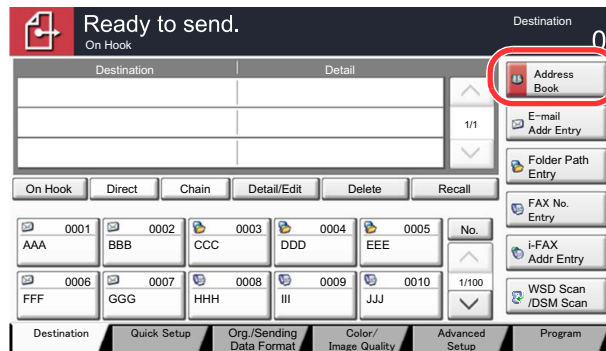 Ready to send.
On Hook
Destination
0
Destination Detail
1/1
On Hook Direct Chain Detail/Edit Delete Recall
0001 0002 0003 0004 0005 No.
AAA BBB CCC DDD EEE
0006 0007 0008 0009 0010 1/100
FFF GGG HHH III JJJ
Address
Book
E-mail
Addr Entry
Folder Path
Entry
FAX No.
Entry
i-FAX
Addr Entry
WSD Scan
/DSM Scan
Destination Quick Setup Org./Sending
Data Format Color/
Image Quality Advanced
Setup Program